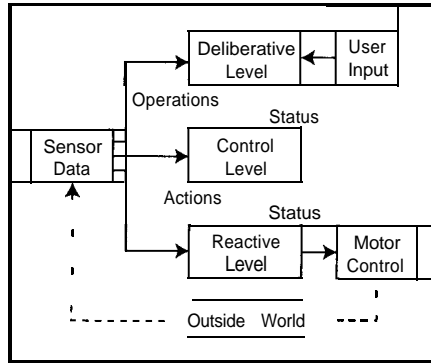 Deliberative
Level
User
Input
Operations
Status
Sensor
Data
Control
Level
Actions
Status
Reactive
Level
Motor
Control
Outside World